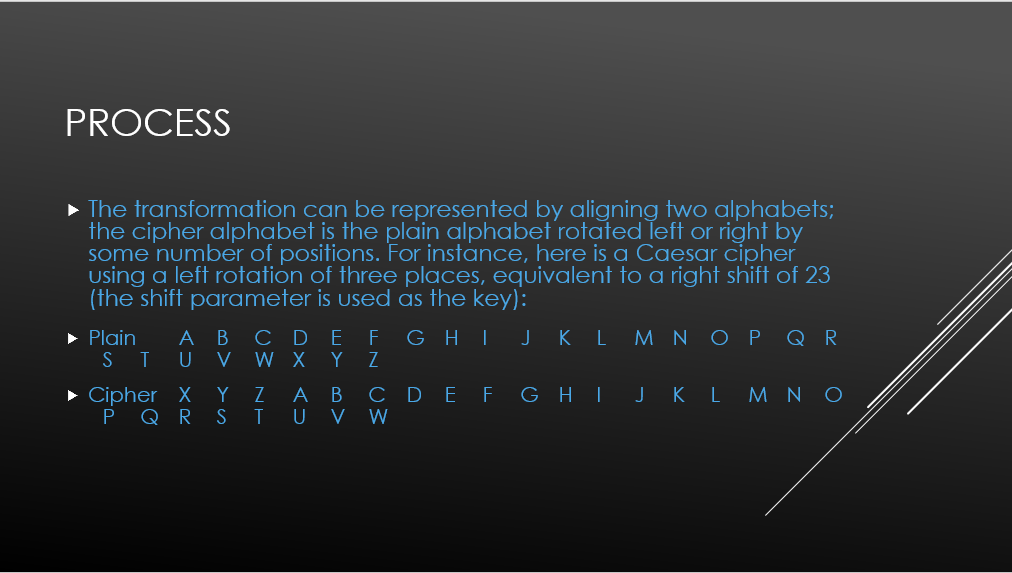 PROCESS
The transformation can be represented by aligning two alphabets;
the cipher alphabet is the plain alphabet rotated left or right by
some number of positions. For instance, here is a Caesar cipher
using a left rotation of three places, equivalent to a right shift of 23
(the shift parameter is used as the key):
Plain A B C D E F G H I J K L M N O P Q R
S T U V W X Y Z
Cipher X Y Z A B C D E F G H I J K L M N O
P Q R S T U V W